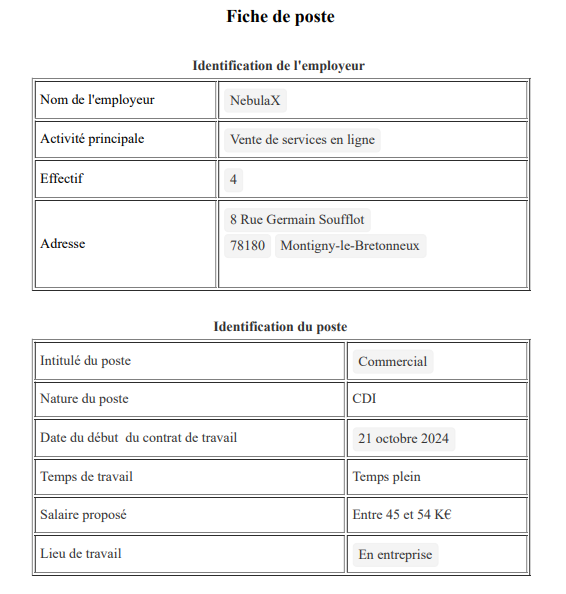 Fiche de poste
Identification de l'employeur
Nom de l'employeur NebulaX
Activité principale Vente de services en ligne
Effectif 4
Adresse 8 Rue Germain Soufflot
78180 Montigny-le-Bretonneux
Identification du poste
Intitulé du poste Commercial
Nature du poste CDI
Date du début du contrat de travail 21 octobre 2024
Temps de travail Temps plein
Salaire proposé Entre 45 et 54 K€
Lieu de travail En entreprise